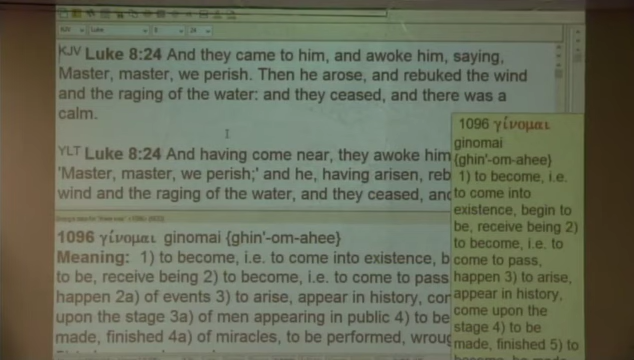 KJV Luke 8:24 And they came to him, and awoke him, saying,
Master, master, we perish. Then he arose, and rebuked the wind
and the raging of the water: and they ceased, and there was a
calm.
YLT Luke 8:24 And having come near, they awoke him
'Master, master, we perish;' and he, having arisen, reb
wind and the raging of the water, and they ceased, and
1096 γίνομαι ginomai {ghin'-om-ahee}
Meaning: 1) to become, i.e. to come into existence, b
to be, receive being 2) to become, i.e. to come to pass
happen 2a) of events 3) to arise, appear in history, com
upon the stage 3a) of men appearing in public 4) to be
made, finished 4a) of miracles, to be performed, wroug
1096 γίνομαι
ginomai
{ghin'-om-ahee}
1) to become, i.e.
to come into
existence, begin to
be, receive being 2)
to become, i.e. to
come to pass,
happen 3) to arise,
appear in history,
come upon the
stage 4) to be
made, finished 5) to